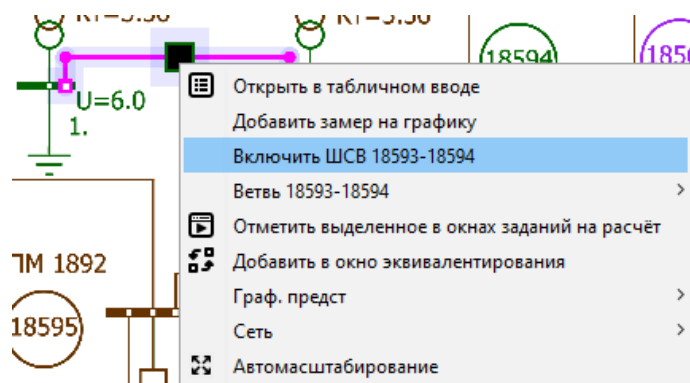 18594
U=6.0
1.
Открыть в табличном вводе
Добавить замер на графику
Включить ШСВ 18593-18594
Ветвь 18593-18594
Отметить выделенное в окнах заданий на расчёт
Добавить в окно эквивалентирования
Граф. предст
Сеть
Автомасштабирование
ПМ 1892
18595